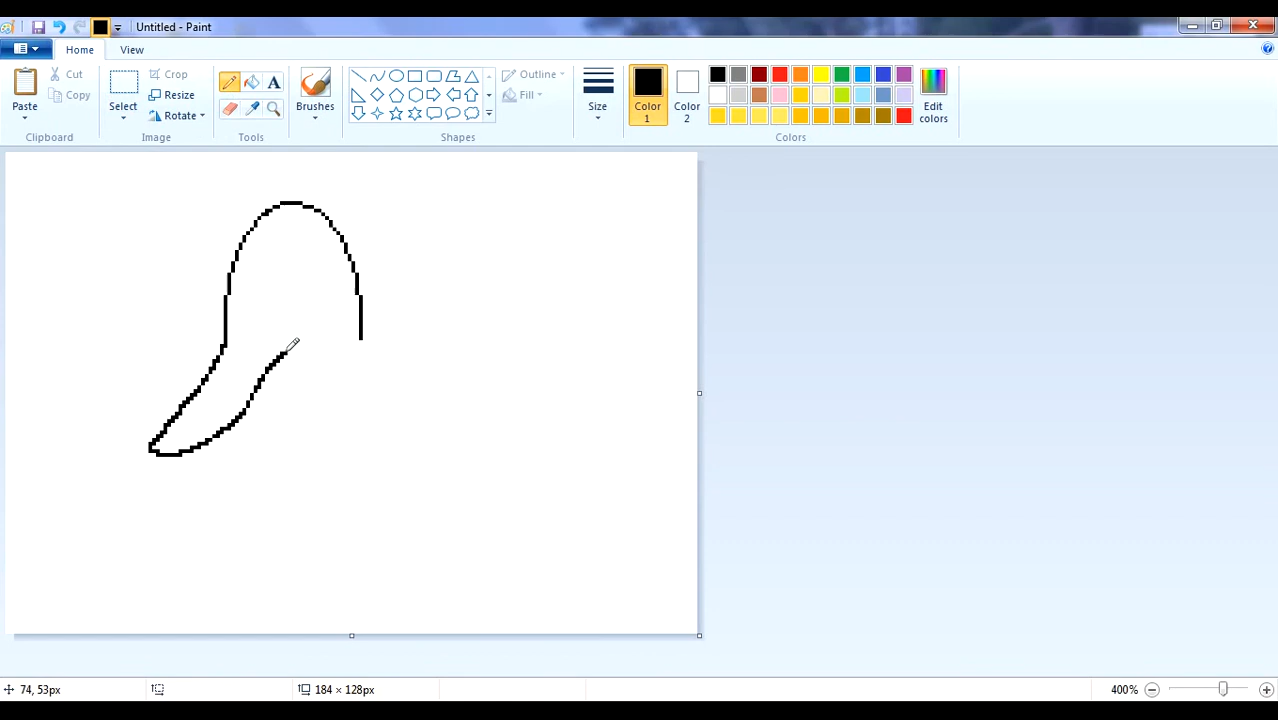 Untitled - Paint
Home View
Paste
Cut
Copy
Clipboard
Select
Crop
Resize
Rotate
Image
A
Tools
Brushes
Outline
Fill
Shapes
Size
Color 1
Color 2
Edit colors
Colors
74, 53px
184 × 128px
400%